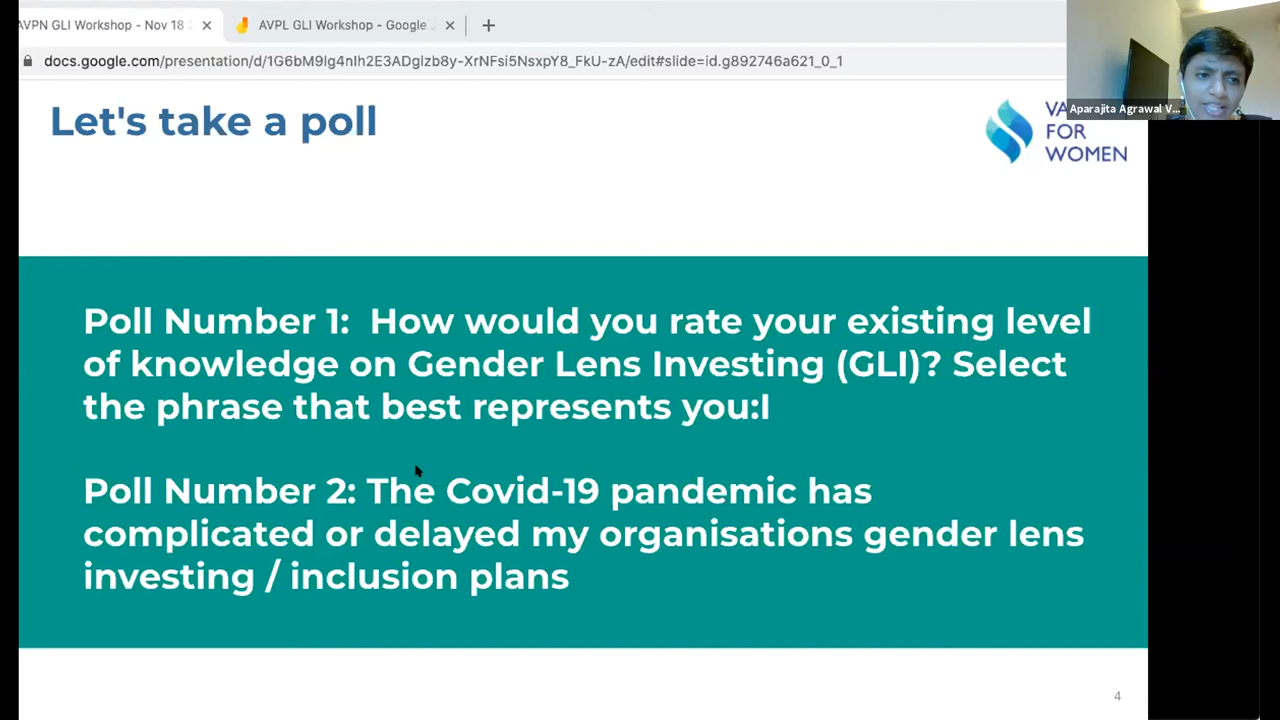 AVPN GLI Workshop - Nov 18
AVPL GLI Workshop - Google
docs.google.com/presentation/d/1G6bM9lg4nIh2E3ADglzb8y-XrNFsi5NsxpY8_FkU-zA/edit#slide=id.g892746a621_0_1
Aparajita Agrawal V...
Let's take a poll
FOR
WOMEN
Poll Number 1: How would you rate your existing level
of knowledge on Gender Lens Investing (GLI)? Select
the phrase that best represents you:I
Poll Number 2: The Covid-19 pandemic has
complicated or delayed my organisations gender lens
investing / inclusion plans
4